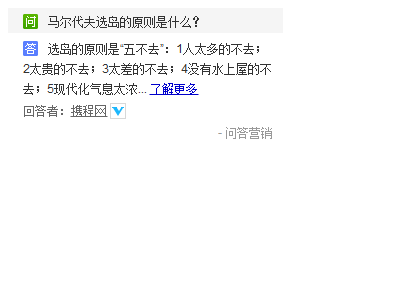 问 马尔代夫选岛的原则是什么？
答 选岛的原则是“五不去”：1人太多的不去；
2太贵的不去；3太差的不去；4没有水上屋的不
去；5现代化气息太浓... 了解更多
回答者：携程网
- 问答营销